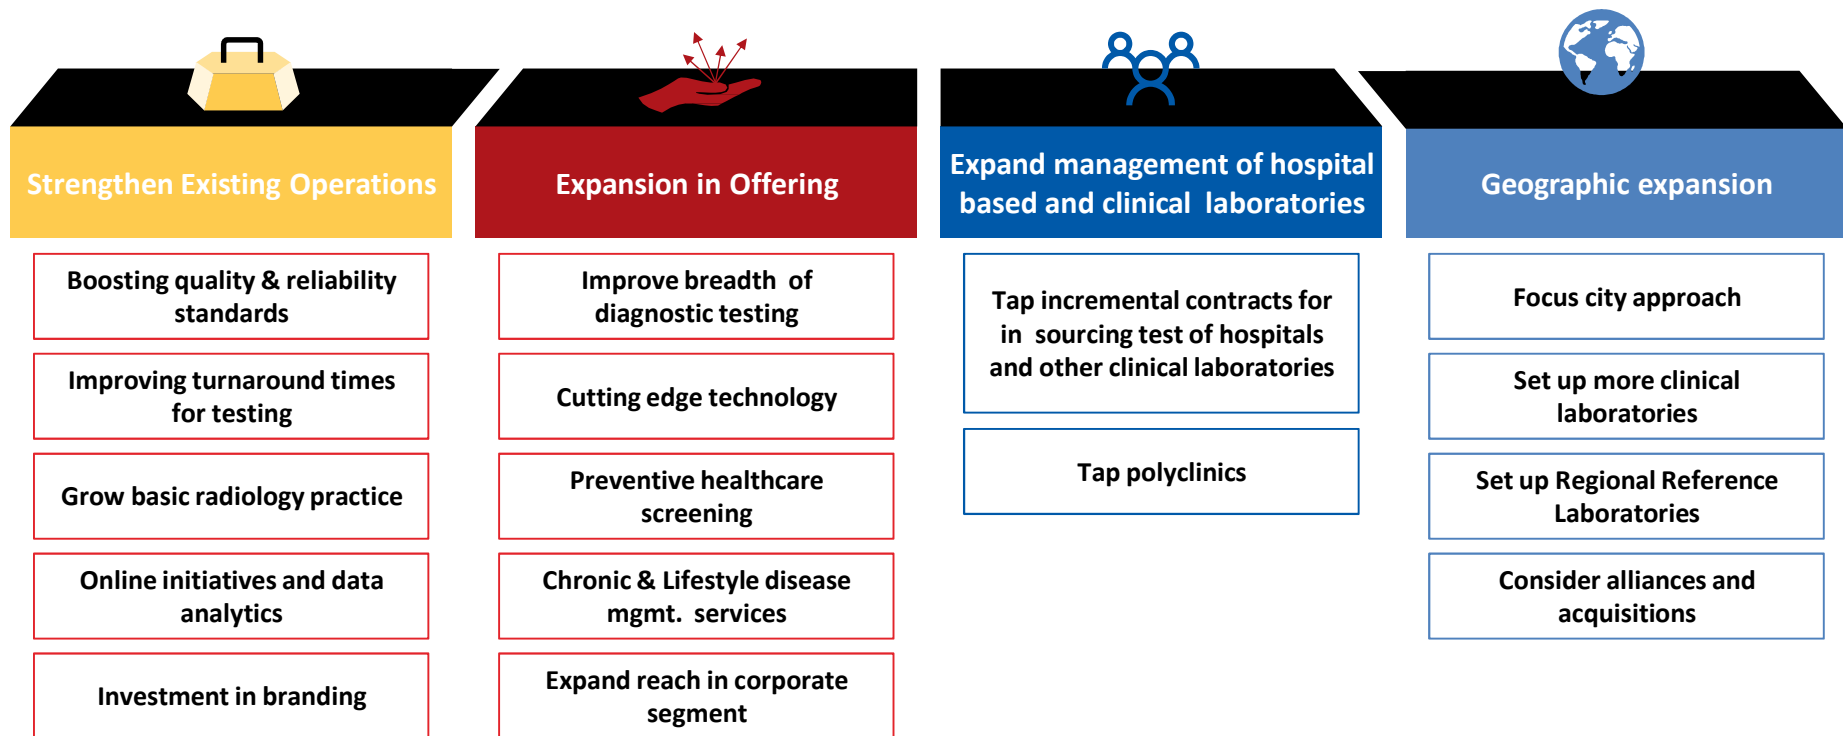 Strengthen Existing Operations
Boosting quality & reliability
standards
Improving turnaround times
for testing
Grow basic radiology practice
Online initiatives and data
analytics
Investment in branding
Expansion in Offering
Improve breadth of
diagnostic testing
Cutting edge technology
Preventive healthcare
screening
Chronic & Lifestyle disease
mgmt. services
Expand reach in corporate
segment
Expand management of hospital
based and clinical laboratories
Tap incremental contracts for
in sourcing test of hospitals
and other clinical laboratories
Tap polyclinics
Geographic expansion
Focus city approach
Set up more clinical
laboratories
Set up Regional Reference
Laboratories
Consider alliances and
acquisitions